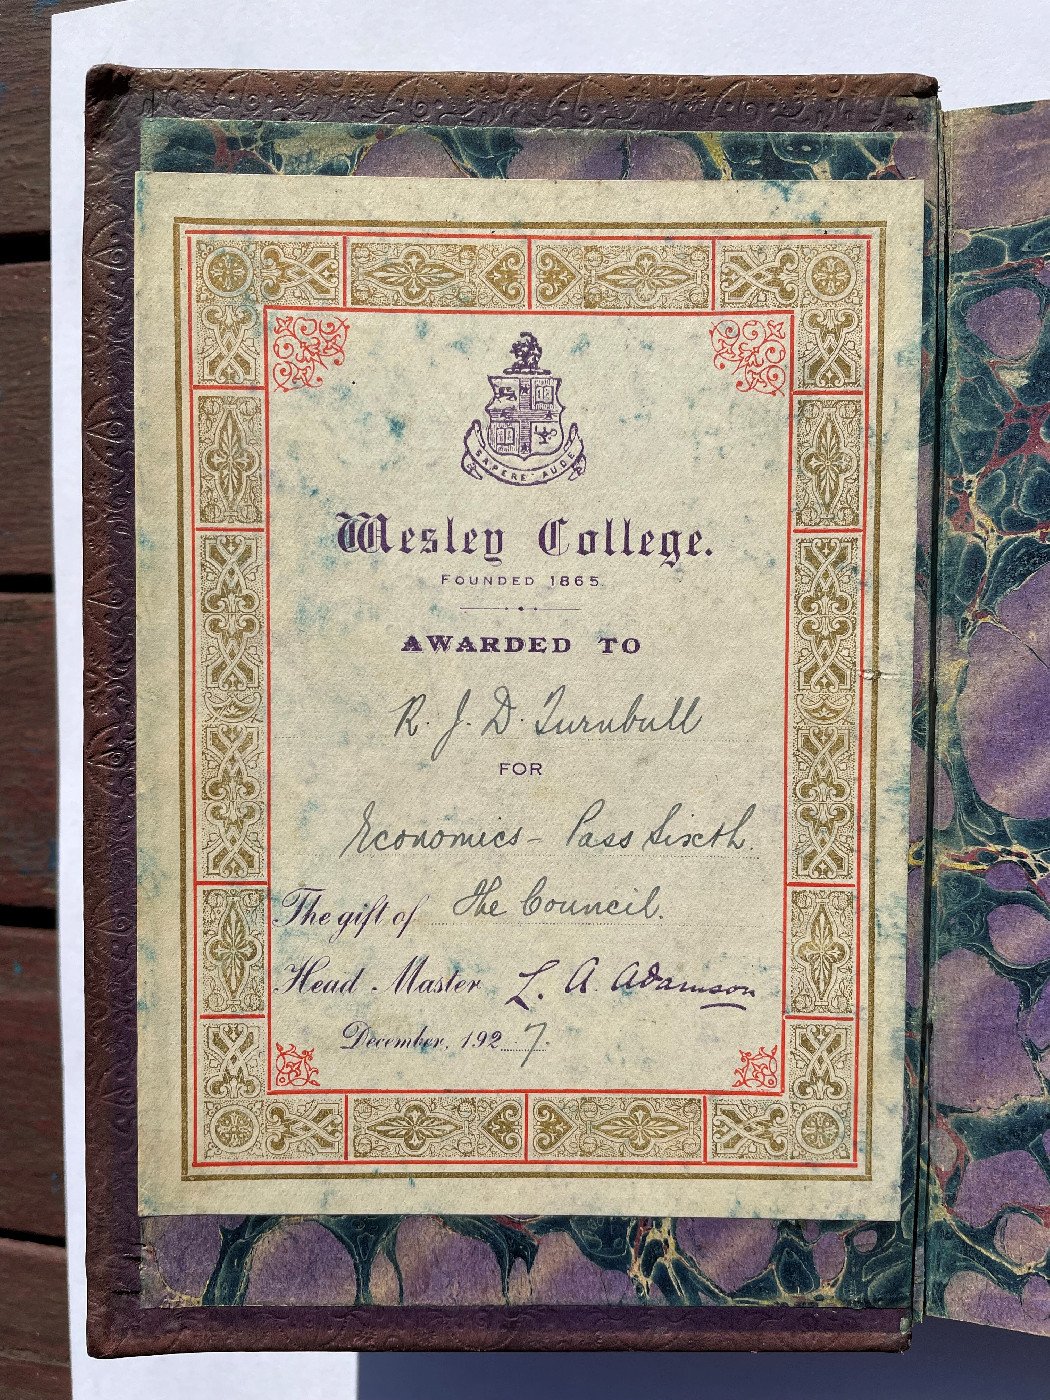 SAPERE AUDE
Wesley College.
FOUNDED 1865.
AWARDED TO
R. J. D. Turnbull
FOR
Economics – Pass Sixth.
The gift of the Council.
Head Master L. A. Adamson
December, 1927.